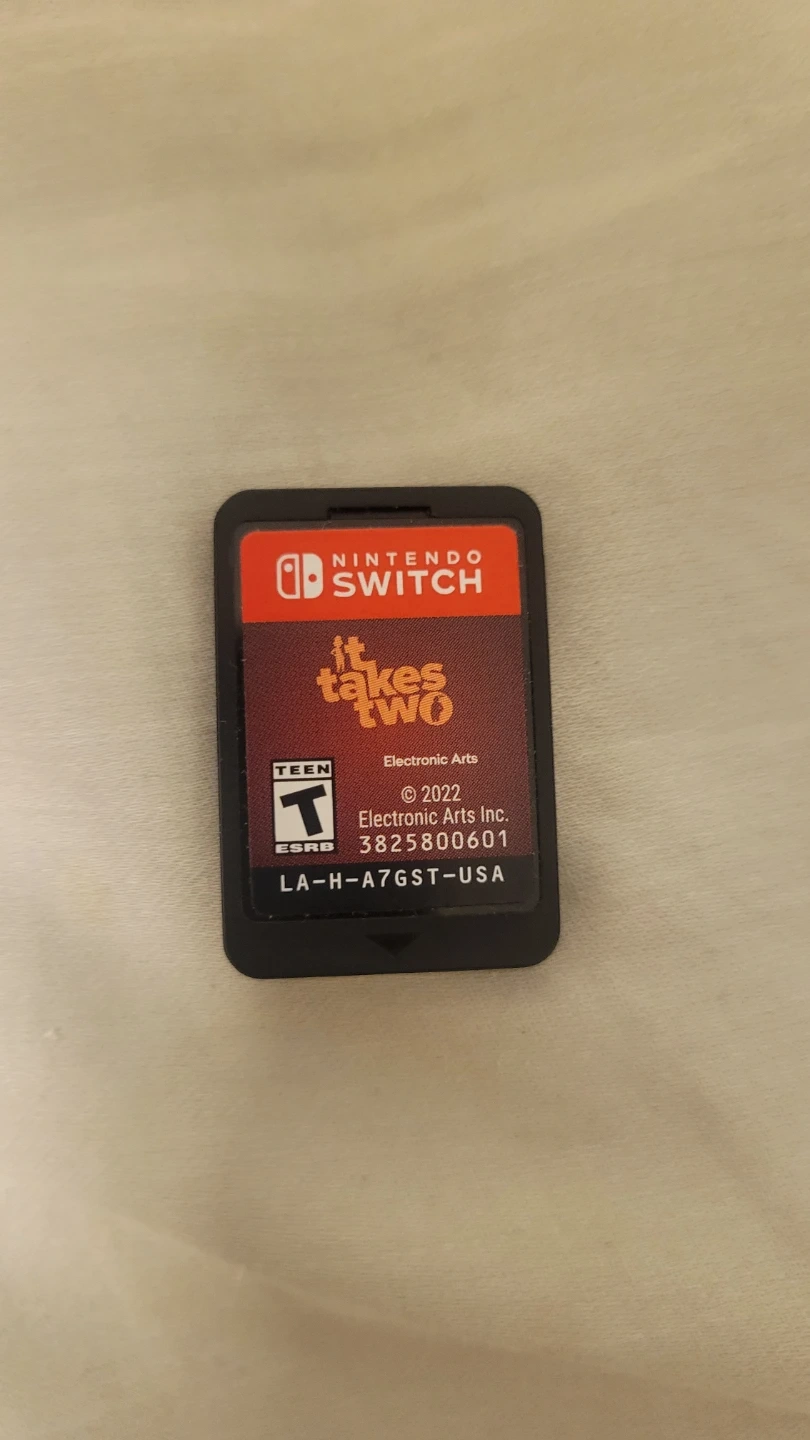 NINTENDO
SWITCH
it
takes
two
Electronic Arts
TEEN
T
ESRB
© 2022
Electronic Arts Inc.
3825800601
LA-H-A7GST-USA